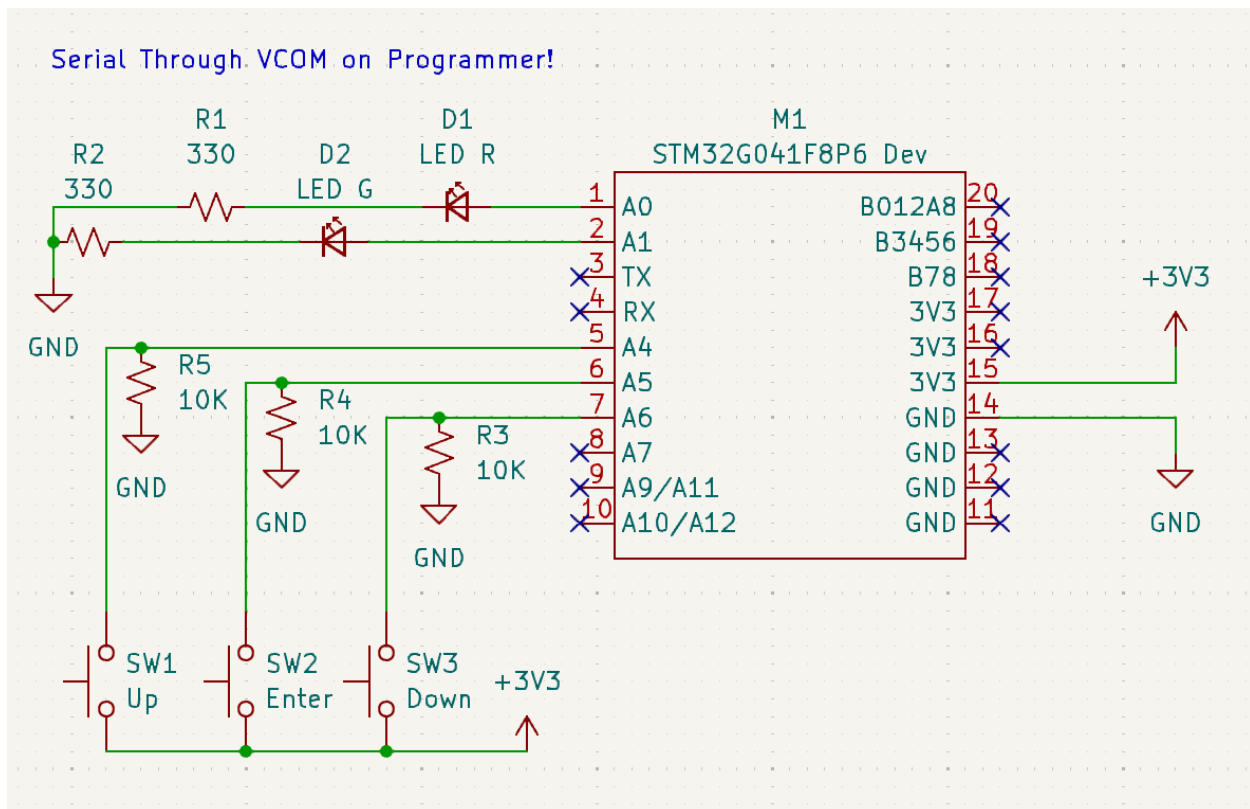 Serial Through VCOM on Programmer!
R1
330
D1
LED R
R2
330
D2
LED G
M1
STM32G041F8P6 Dev
1
A0
2
A1
3
TX
4
RX
5
A4
6
A5
7
A6
8
A7
9
A9/A11
10
A10/A12
20
B012A8
19
B3456
18
B78
17
3V3
16
3V3
15
3V3
14
GND
13
GND
12
GND
11
GND
+3V3
GND
GND
R5
10K
GND
R4
10K
GND
R3
10K
GND
SW1
Up
SW2
Enter
SW3
Down
+3V3